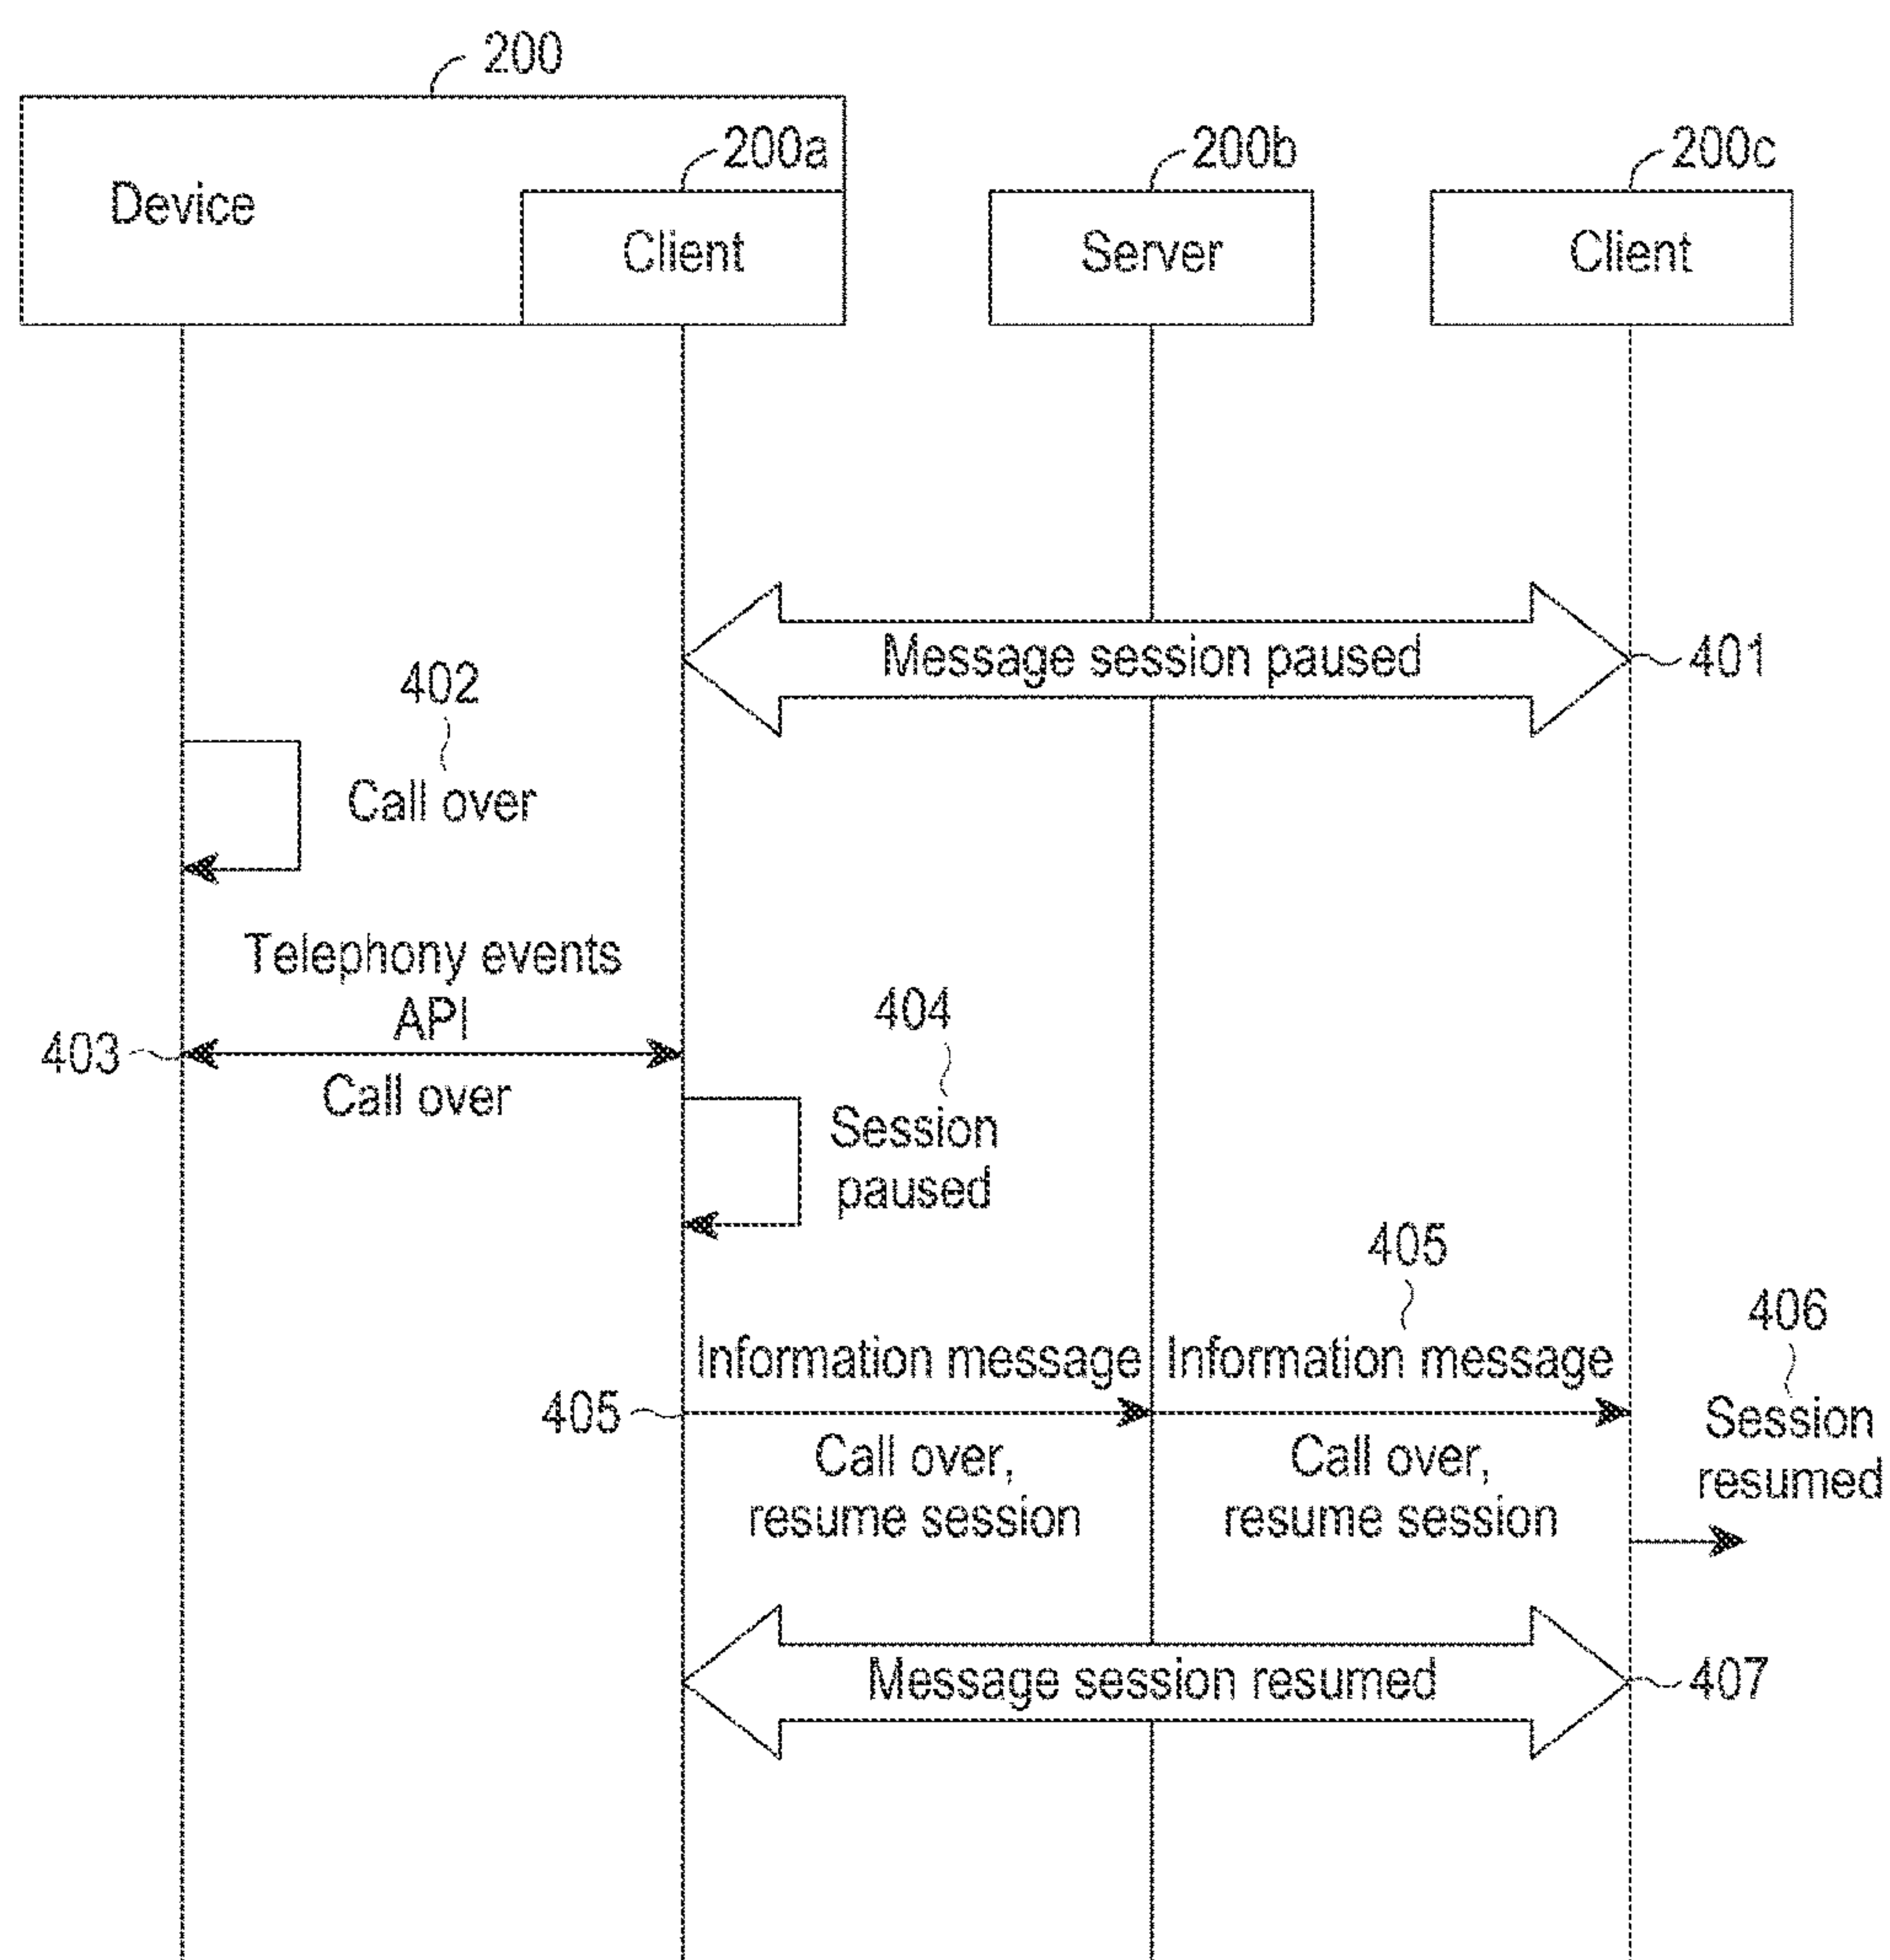 200
200a
200b
200c
Device
Client
Server
Client
Message session paused
401
402
Call over
Telephony events
API
403
Call over
404
Session
paused
405
406
Information message
Information message
405
Session
resumed
Call over,
resume session
Call over,
resume session
Message session resumed
407